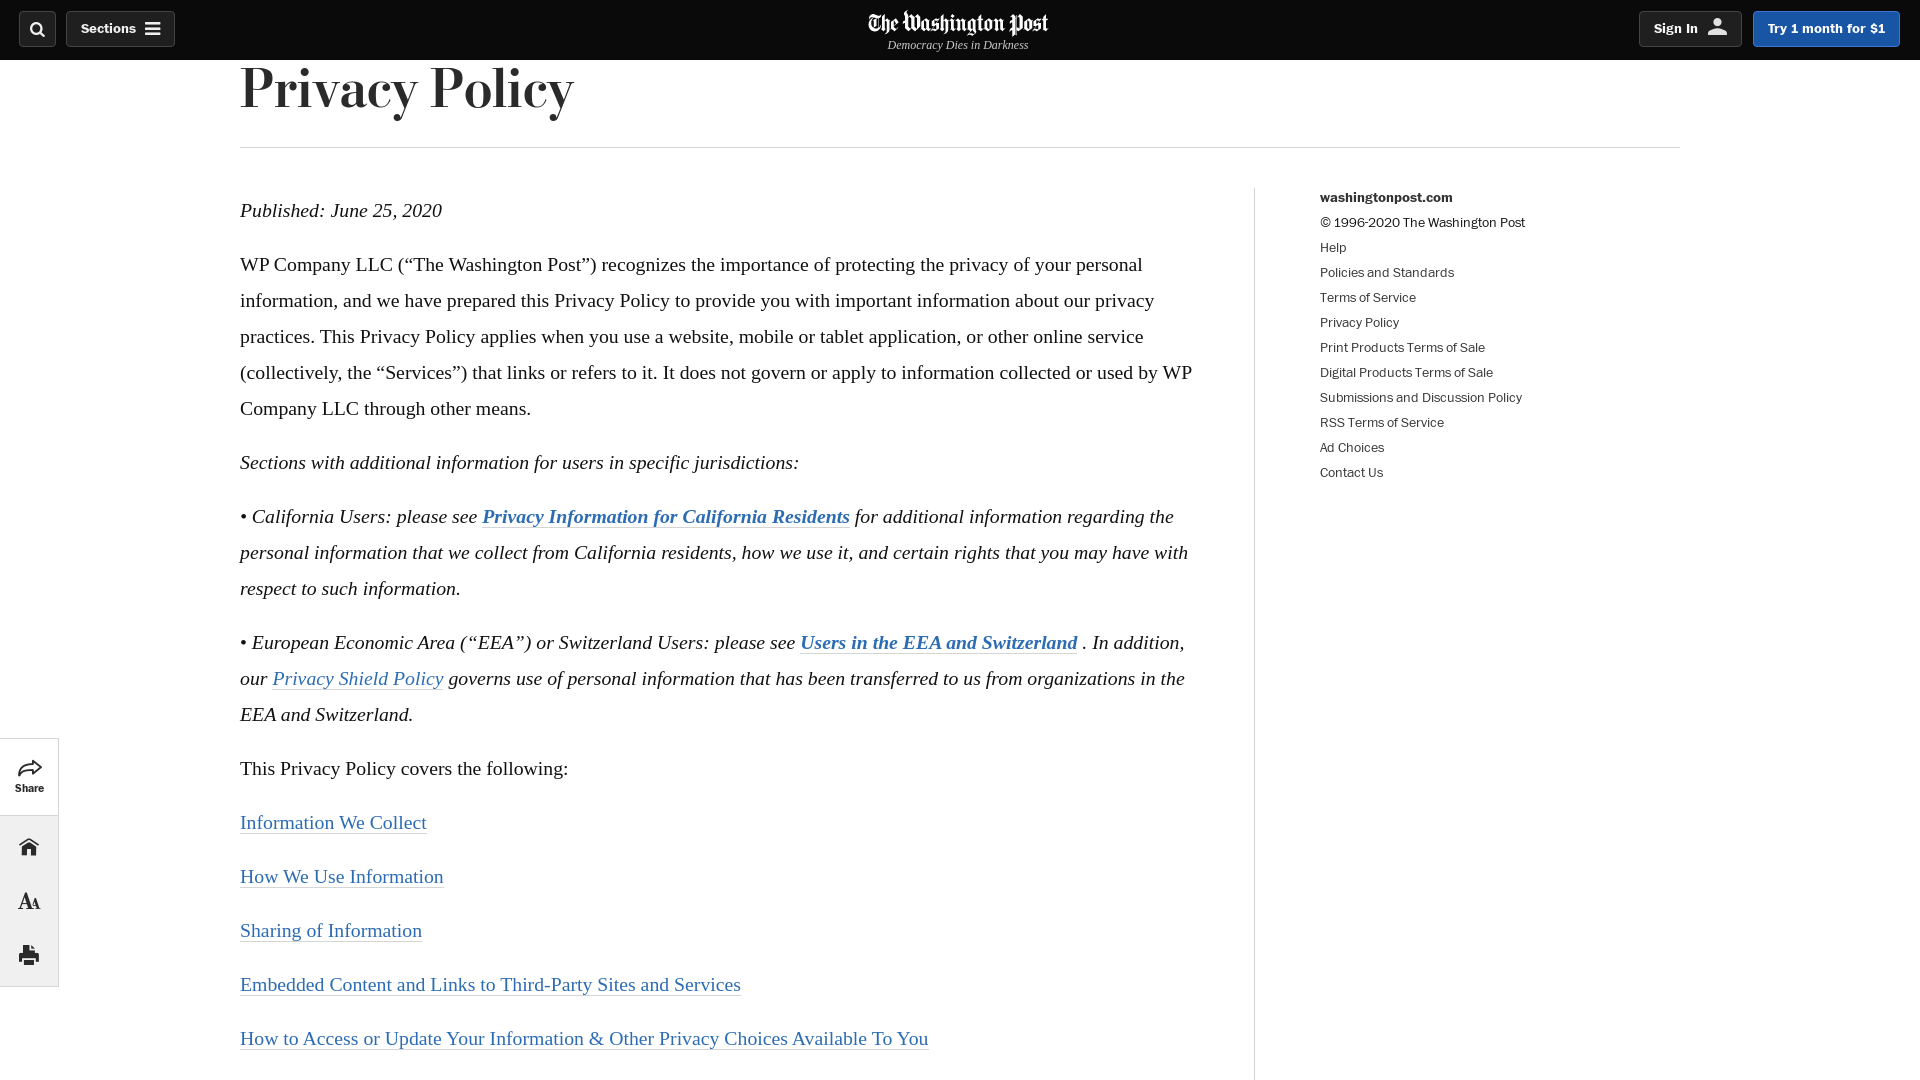 Sections
The Washington Post
Democracy Dies in Darkness
Sign In
Try 1 month for $1
Privacy Policy
Published: June 25, 2020
WP Company LLC (“The Washington Post”) recognizes the importance of protecting the privacy of your personal
information, and we have prepared this Privacy Policy to provide you with important information about our privacy
practices. This Privacy Policy applies when you use a website, mobile or tablet application, or other online service
(collectively, the “Services”) that links or refers to it. It does not govern or apply to information collected or used by WP
Company LLC through other means.
Sections with additional information for users in specific jurisdictions:
• California Users: please see Privacy Information for California Residents for additional information regarding the
personal information that we collect from California residents, how we use it, and certain rights that you may have with
respect to such information.
• European Economic Area (“EEA”) or Switzerland Users: please see Users in the EEA and Switzerland . In addition,
our Privacy Shield Policy governs use of personal information that has been transferred to us from organizations in the
EEA and Switzerland.
This Privacy Policy covers the following:
Information We Collect
How We Use Information
Sharing of Information
Embedded Content and Links to Third-Party Sites and Services
How to Access or Update Your Information & Other Privacy Choices Available To You
washingtonpost.com
© 1996-2020 The Washington Post
Help
Policies and Standards
Terms of Service
Privacy Policy
Print Products Terms of Sale
Digital Products Terms of Sale
Submissions and Discussion Policy
RSS Terms of Service
Ad Choices
Contact Us
Share
AA